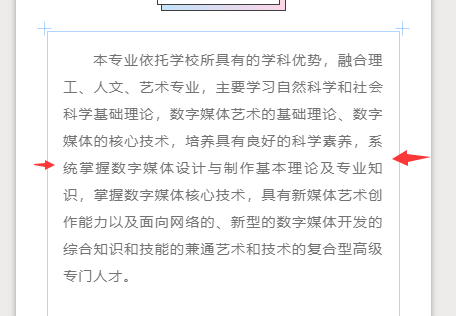 本专业依托学校所具有的学科优势，融合理
工、人文、艺术专业，主要学习自然科学和社会
科学基础理论，数字媒体艺术的基础理论、数字
媒体的核心技术，培养具有良好的科学素养，系
统掌握数字媒体设计与制作基本理论及专业知
识，掌握数字媒体核心技术，具有新媒体艺术创
作能力以及面向网络的、新型的数字媒体开发的
综合知识和技能的兼通艺术和技术的复合型高级
专门人才。